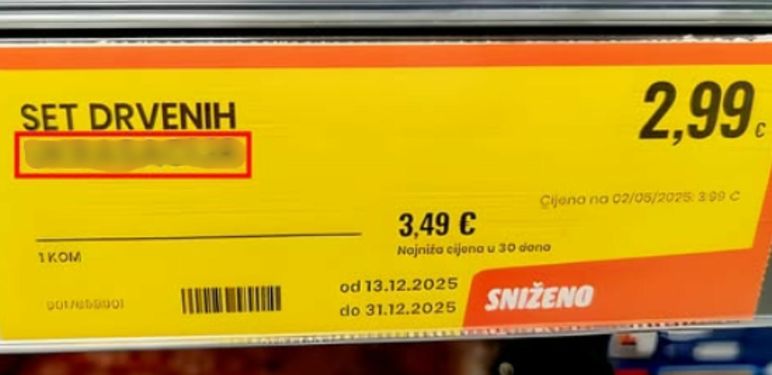 SET DRVENIH
2,99 €
Cijena na 02/05/2025: 3.99 €
3,49 €
Najniža cijena u 30 dana
1 KOM
od 13.12.2025
do 31.12.2025
SNIŽENO